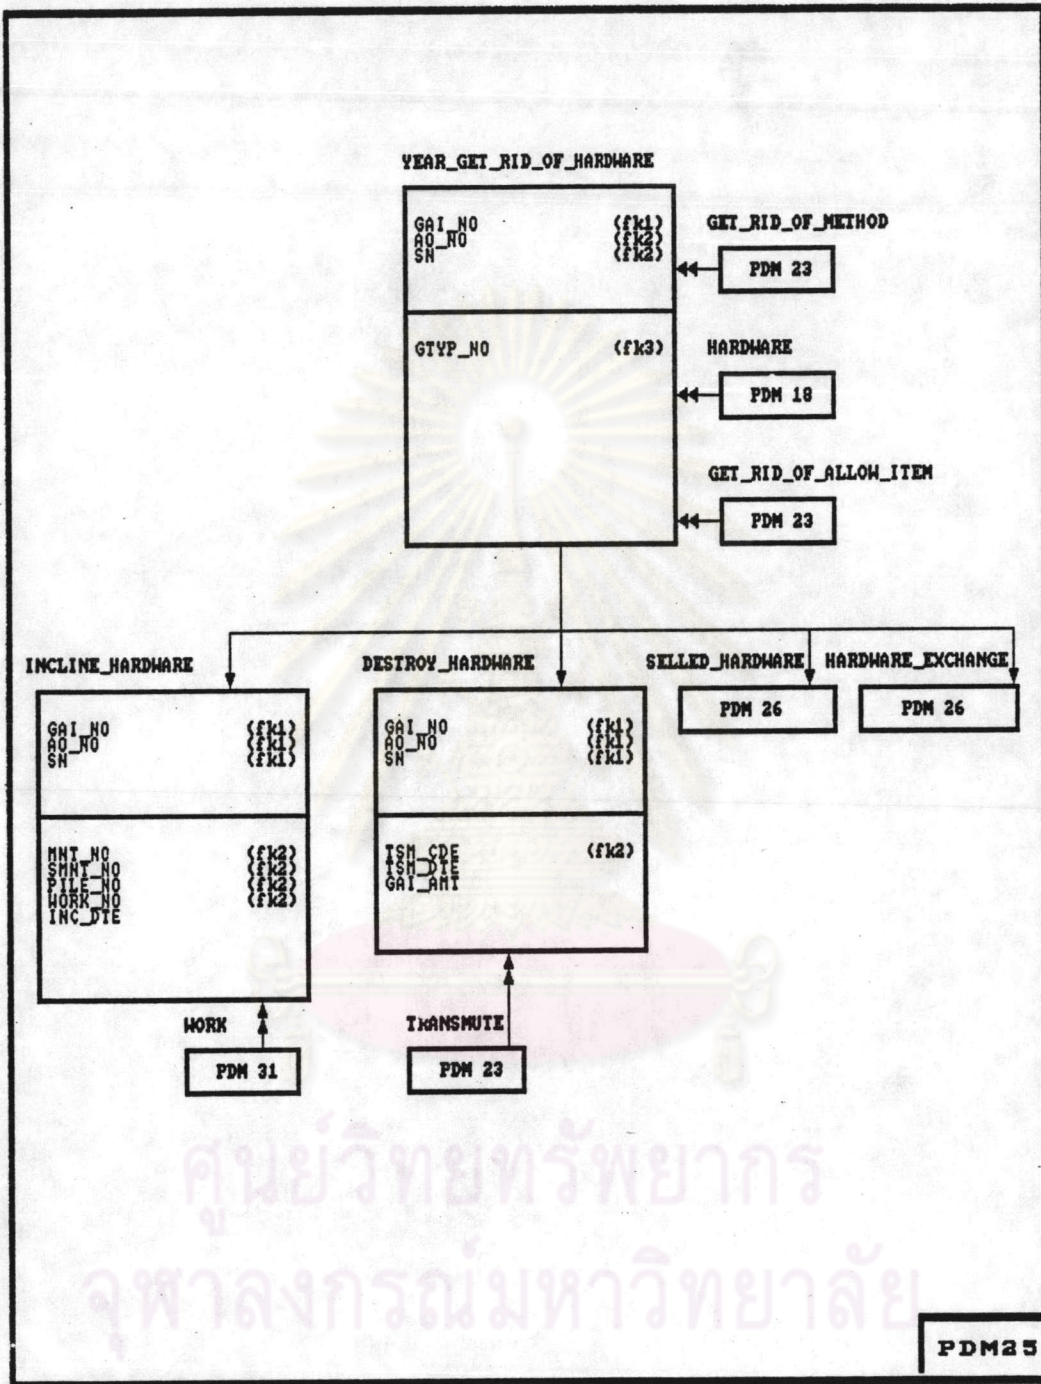 YEAR_GET_RID_OF_HARDWARE
GAI_NO (fk1)
AO_NO (fk2)
SN (fk2)
GTYP_NO (fk3)
GET_RID_OF_METHOD
PDM 23
HARDWARE
PDM 18
GET_RID_OF_ALLOW_ITEM
PDM 23
INCLINE_HARDWARE
GAI_NO (fk1)
AO_NO (fk1)
SN (fk1)
MNT_NO (fk2)
SMNT_NO (fk2)
PILE_NO (fk2)
WORK_NO (fk2)
INC_DTE
WORK
PDM 31
DESTROY_HARDWARE
GAI_NO (fk1)
AO_NO (fk1)
SN (fk1)
TSM_CDE (fk2)
TSM_DTE
GAI_AMT
TRANSMUTE
PDM 23
SELLED_HARDWARE
PDM 26
HARDWARE_EXCHANGE
PDM 26
ศูนย์วิทยทรัพยากร
จุฬาลงกรณ์มหาวิทยาลัย
PDM25